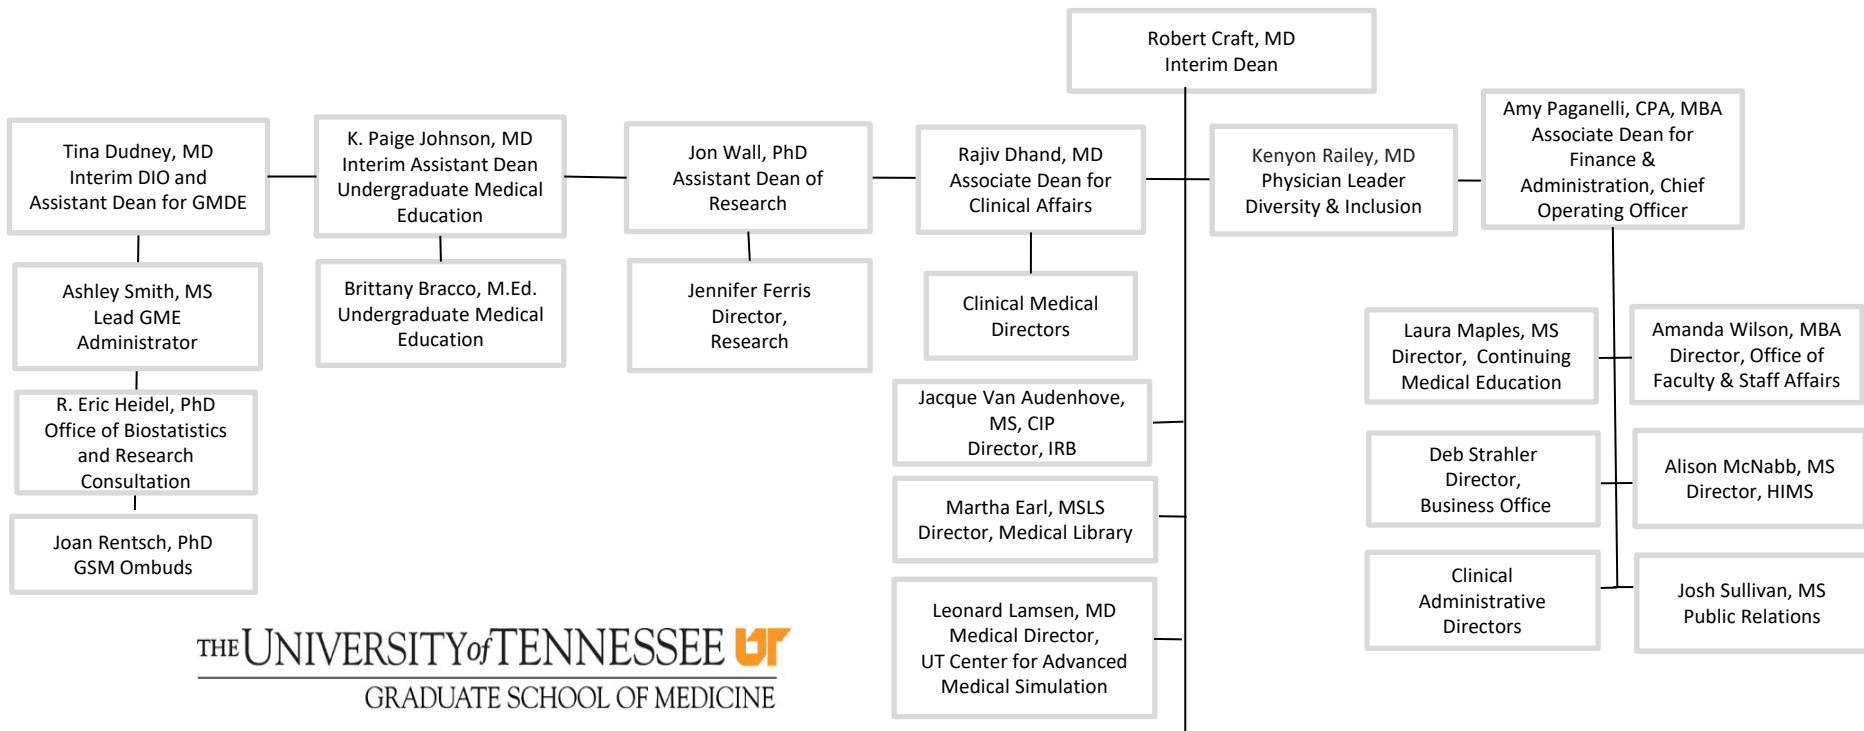 Robert Craft, MD
Interim Dean
Tina Dudney, MD
Interim DIO and
Assistant Dean for GMDE
K. Paige Johnson, MD
Interim Assistant Dean
Undergraduate Medical
Education
Jon Wall, PhD
Assistant Dean of
Research
Rajiv Dhand, MD
Associate Dean for
Clinical Affairs
Kenyon Railey, MD
Physician Leader
Diversity & Inclusion
Amy Paganelli, CPA, MBA
Associate Dean for
Finance &
Administration, Chief
Operating Officer
Ashley Smith, MS
Lead GME
Administrator
Brittany Bracco, M.Ed.
Undergraduate Medical
Education
Jennifer Ferris
Director,
Research
Clinical Medical
Directors
Laura Maples, MS
Director, Continuing
Medical Education
Amanda Wilson, MBA
Director, Office of
Faculty & Staff Affairs
R. Eric Heidel, PhD
Office of Biostatistics
and Research
Consultation
Jacque Van Audenhove,
MS, CIP
Director, IRB
Deb Strahler
Director,
Business Office
Alison McNabb, MS
Director, HIMS
Joan Rentsch, PhD
GSM Ombuds
Martha Earl, MSLS
Director, Medical Library
Clinical
Administrative
Directors
Josh Sullivan, MS
Public Relations
Leonard Lamsen, MD
Medical Director,
UT Center for Advanced
Medical Simulation
THE UNIVERSITY of TENNESSEE UT
GRADUATE SCHOOL OF MEDICINE